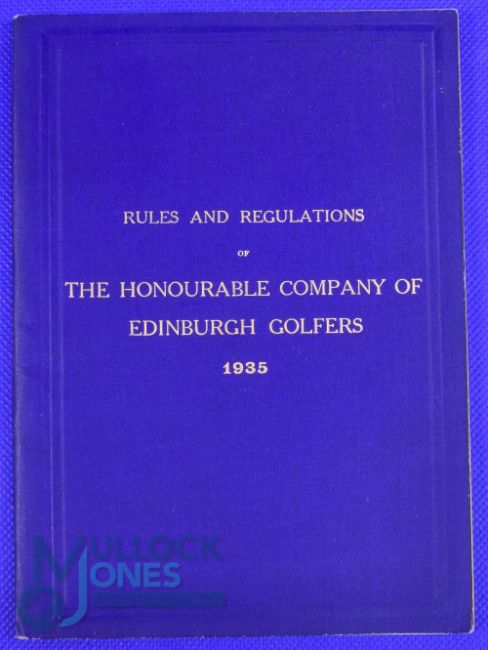 RULES AND REGULATIONS
OF
THE HONOURABLE COMPANY OF
EDINBURGH GOLFERS
1935
MULLOCK
JONES